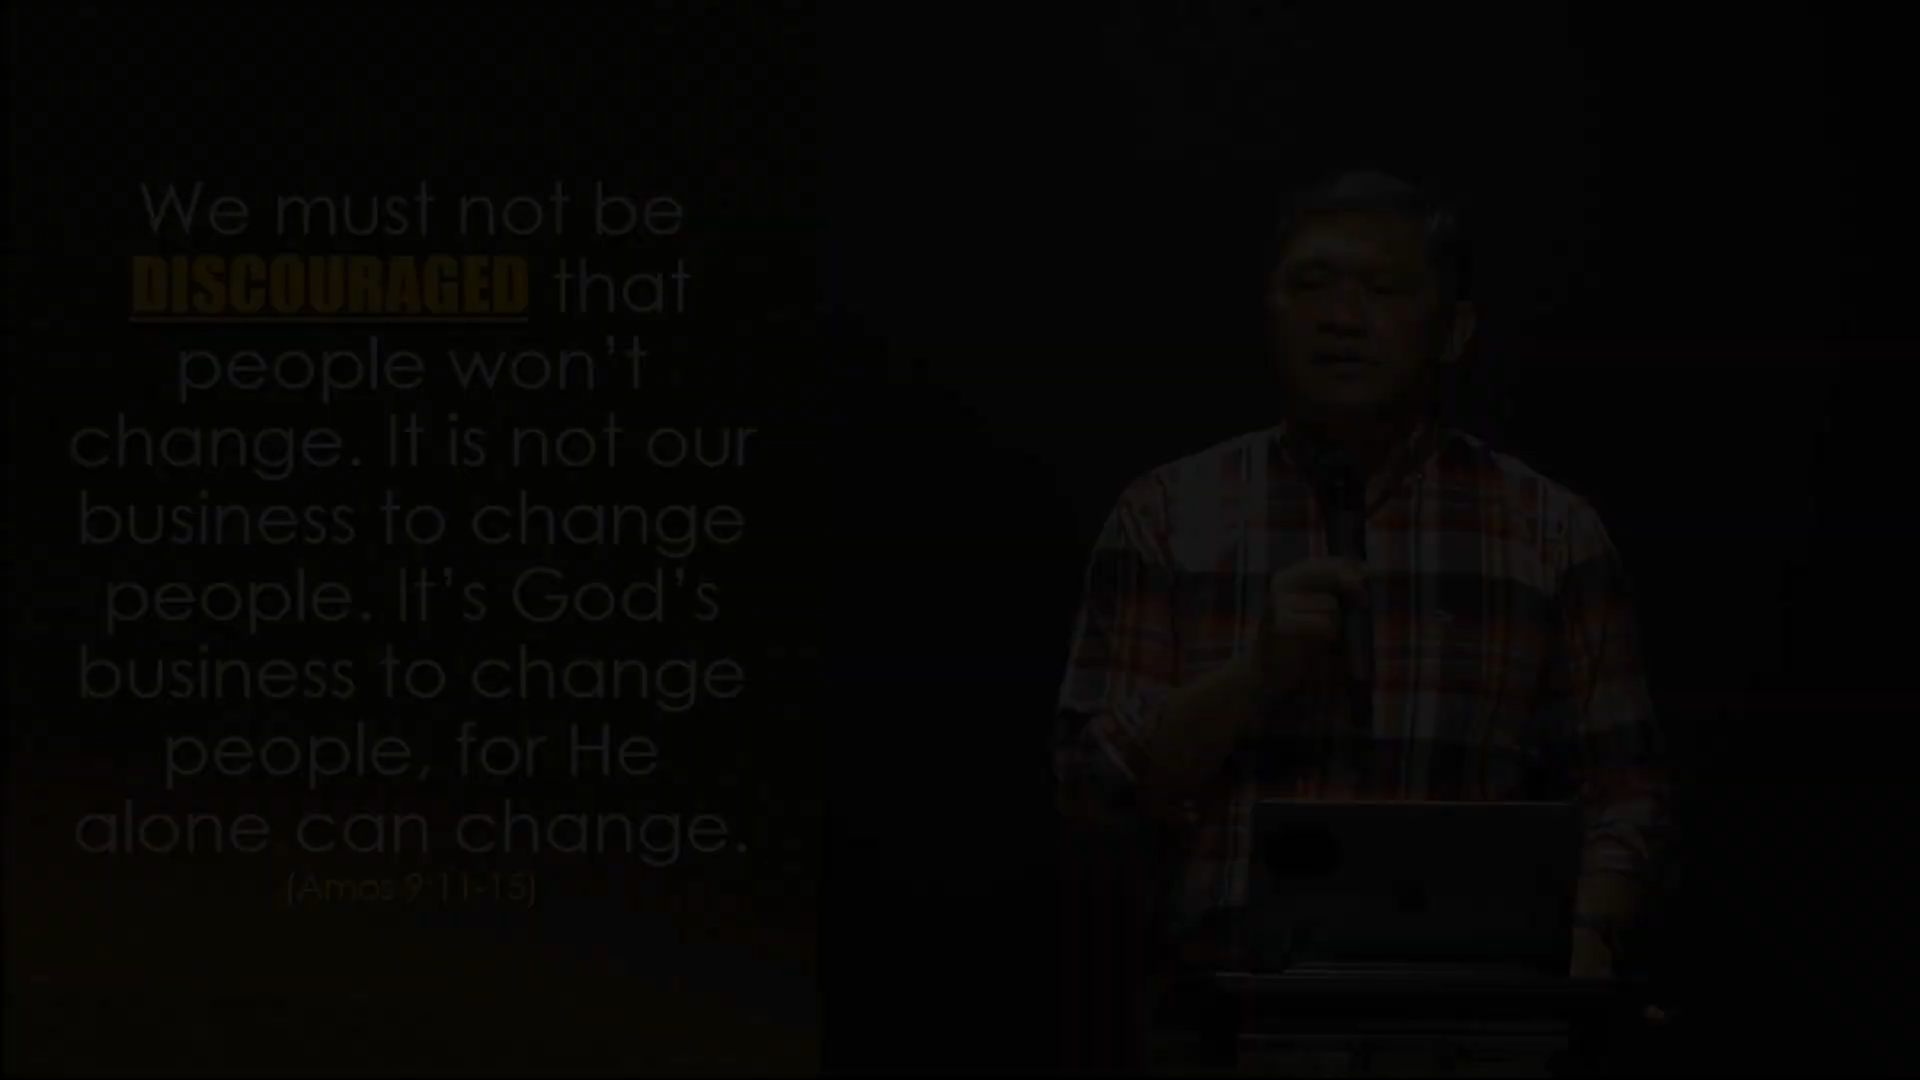 We must not be
DISCOURAGED that
people won't
change. It is not our
business to change
people. It's God's
business to change
people, for He
alone can change.
(Amos 9:11-15)